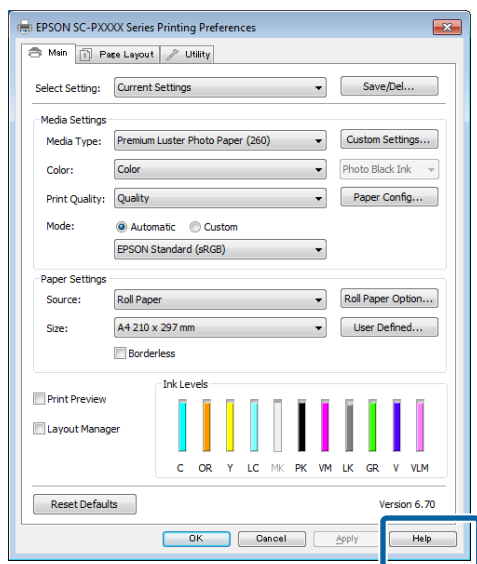 EPSON SC-PXXXX Series Printing Preferences
Main Page Layout Utility
Select Setting: Current Settings Save/Del...
Media Settings
Media Type: Premium Luster Photo Paper (260) Custom Settings...
Color: Color Photo Black Ink
Print Quality: Quality Paper Config...
Mode: Automatic Custom
EPSON Standard (sRGB)
Paper Settings
Source: Roll Paper Roll Paper Option...
Size: A4 210 x 297 mm User Defined...
Borderless
Ink Levels
Print Preview
Layout Manager
C OR Y LC MK PK VM LK GR V VLM
Reset Defaults Version 6.70
OK Cancel Apply Help